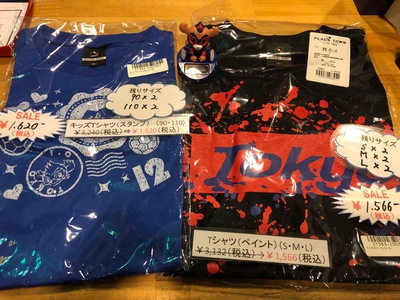 残りサイズ
90×2
110×2
SALE
¥1.620-
(税込)
キッズTシャツ(スタンプ) (90・110)
¥3,240(税込)⇒¥1,620(税込)
12
PLACE TOWN
Tokyo
残りサイズ
S×2
M×2
L×2
SALE
¥1.566-
(税込)
Tシャツ(ペイント)(S・M・L)
¥3,132(税込)→¥1,566(税込)